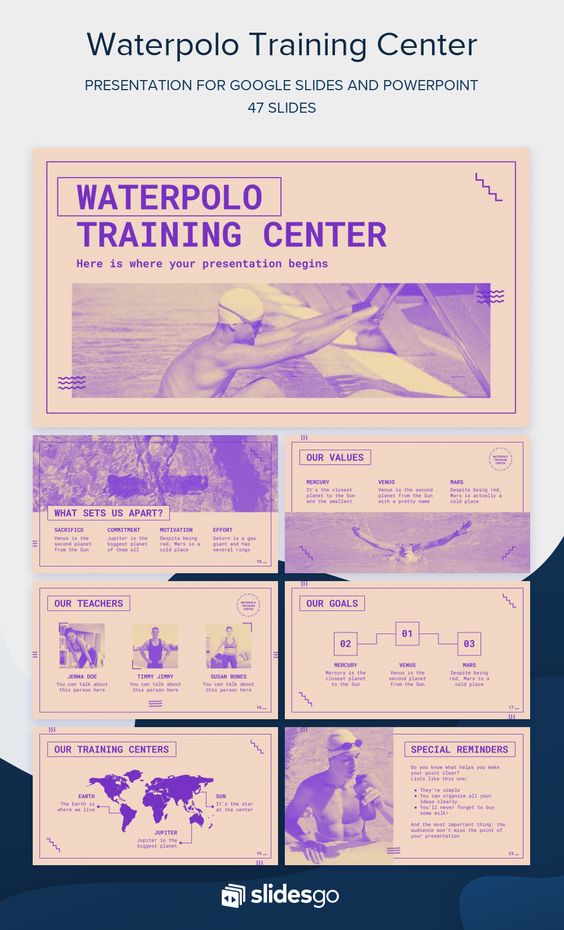 Waterpolo Training Center
PRESENTATION FOR GOOGLE SLIDES AND POWERPOINT
47 SLIDES
WATERPOLO
TRAINING CENTER
Here is where your presentation begins
WHAT SETS US APART?
SACRIFICE
Venus is the
second planet
from the Sun
COMMITMENT
Jupiter is the
biggest planet
of them all
MOTIVATION
Despite being
red, Mars is a
cold place
EFFORT
Saturn is a gas
giant and has
several rings
OUR VALUES
WATERPOLO
TRAINING
CENTER
MERCURY
It's the closest
planet to the Sun
and the smallest
VENUS
Venus is the second
planet from the Sun
with a pretty name
MARS
Despite being red,
Mars is actually a
cold place
OUR TEACHERS
WATERPOLO
TRAINING
CENTER
JENNA DOE
You can talk about
this person here
TIMMY JIMMY
You can talk about
this person here
SUSAN BONES
You can talk about
this person here
OUR GOALS
02
01
03
MERCURY
Mercury is the
closest planet
to the Sun
VENUS
Venus is the
second planet
from the Sun
MARS
Despite being
red, Mars is a
cold place
17
OUR TRAINING CENTERS
EARTH
The Earth is
where we live
SUN
It's the star
at the center
JUPITER
Jupiter is the
biggest planet
19
SPECIAL REMINDERS
Do you know what helps you make
your point clear?
Lists like this one:
● They're simple
● You can organize all your
ideas clearly
● You'll never forget to buy
some milk!
And the most important thing: the
audience won't miss the point of
your presentation
23
slidesgo